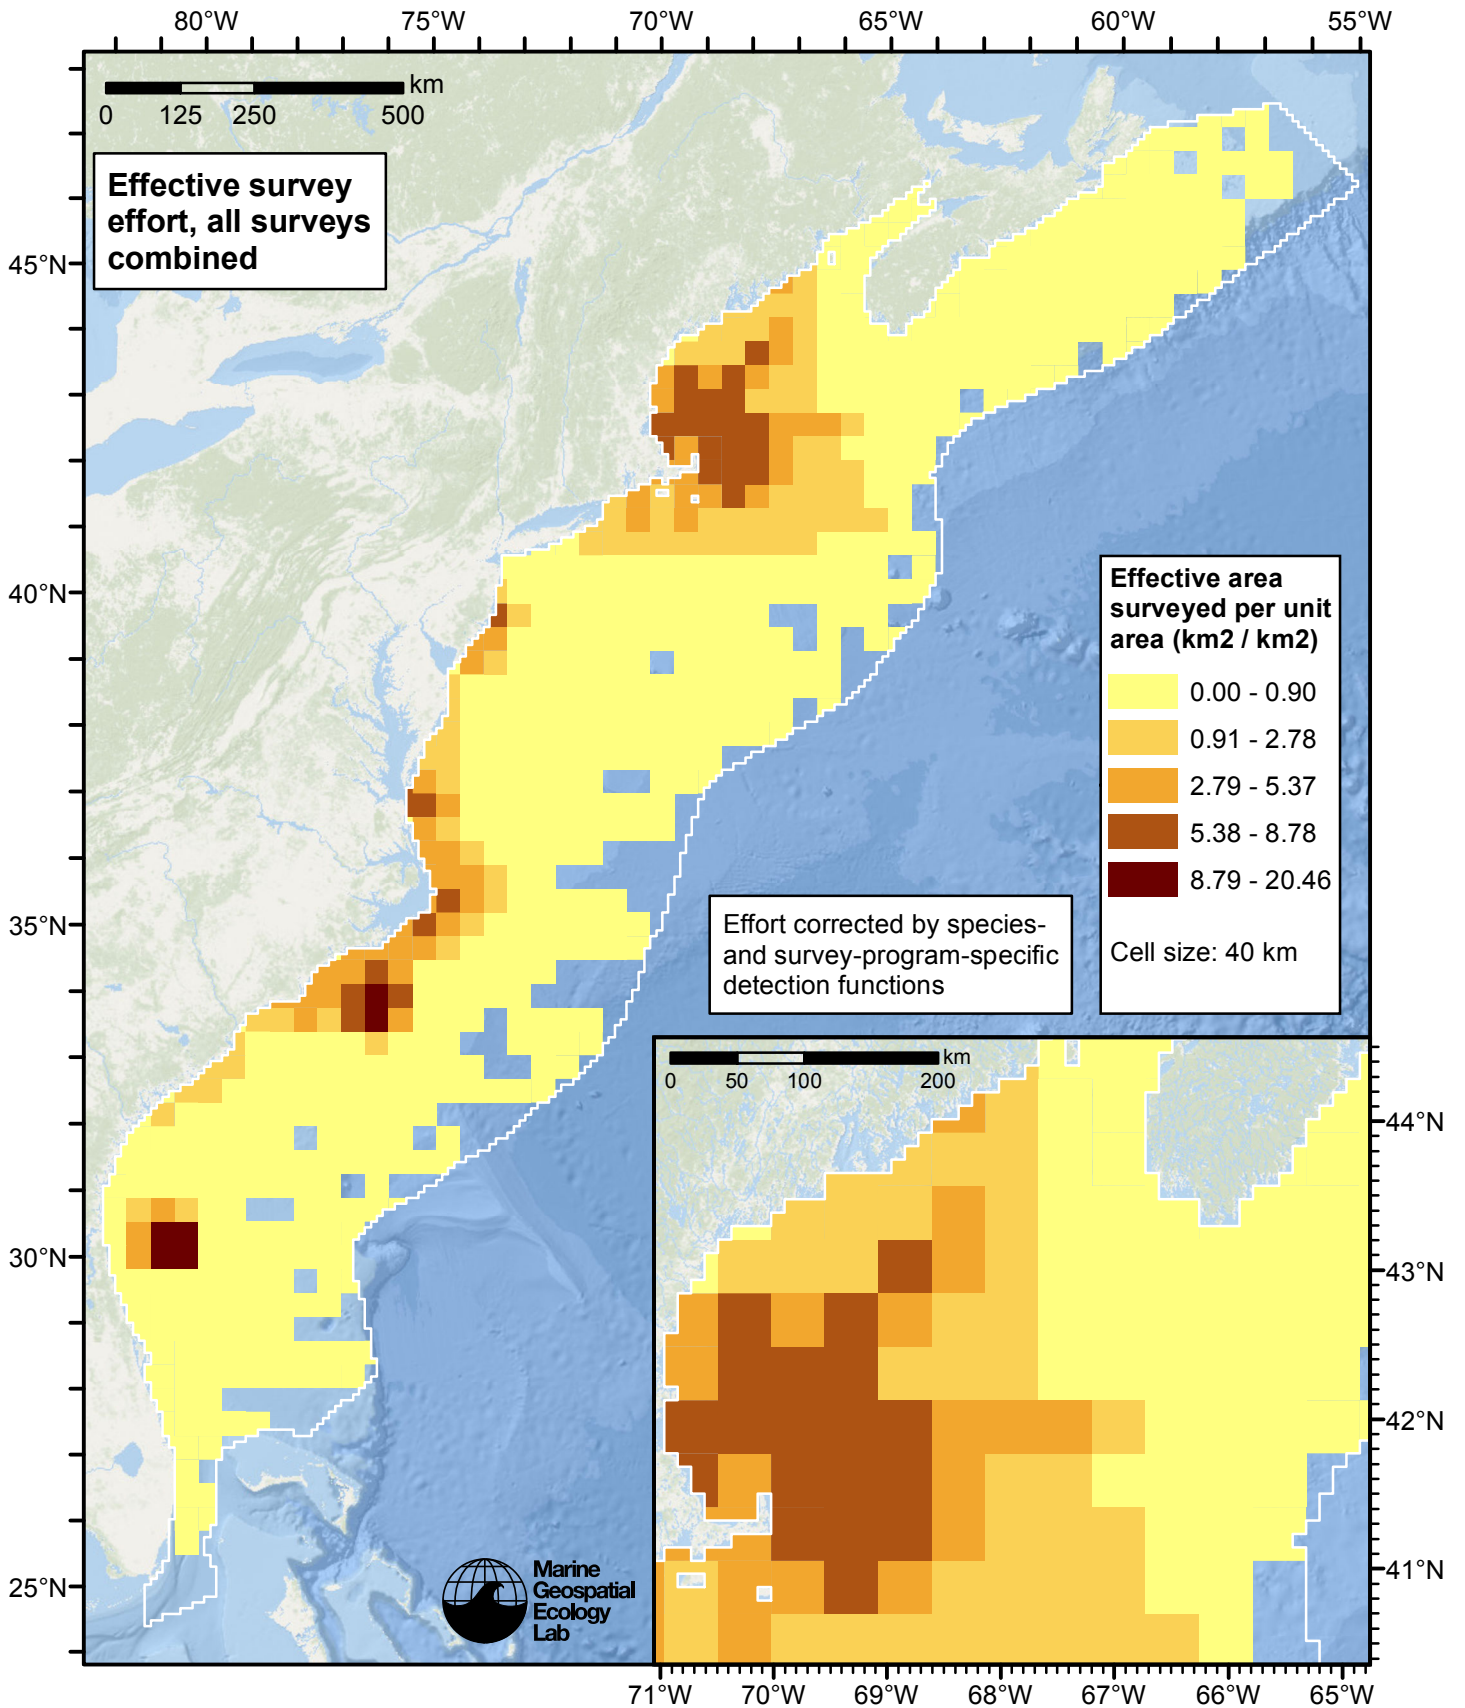 80°W 75°W 70°W 65°W 60°W 55°W
km
0 125 250 500
Effective survey
effort, all surveys
combined
45°N
40°N
35°N
30°N
25°N
Effective area
surveyed per unit
area (km2 / km2)
0.00 - 0.90
0.91 - 2.78
2.79 - 5.37
5.38 - 8.78
8.79 - 20.46
Cell size: 40 km
Effort corrected by species-
and survey-program-specific
detection functions
km
0 50 100 200
44°N
43°N
42°N
41°N
Marine
Geospatial
Ecology
Lab
71°W 70°W 69°W 68°W 67°W 66°W 65°W